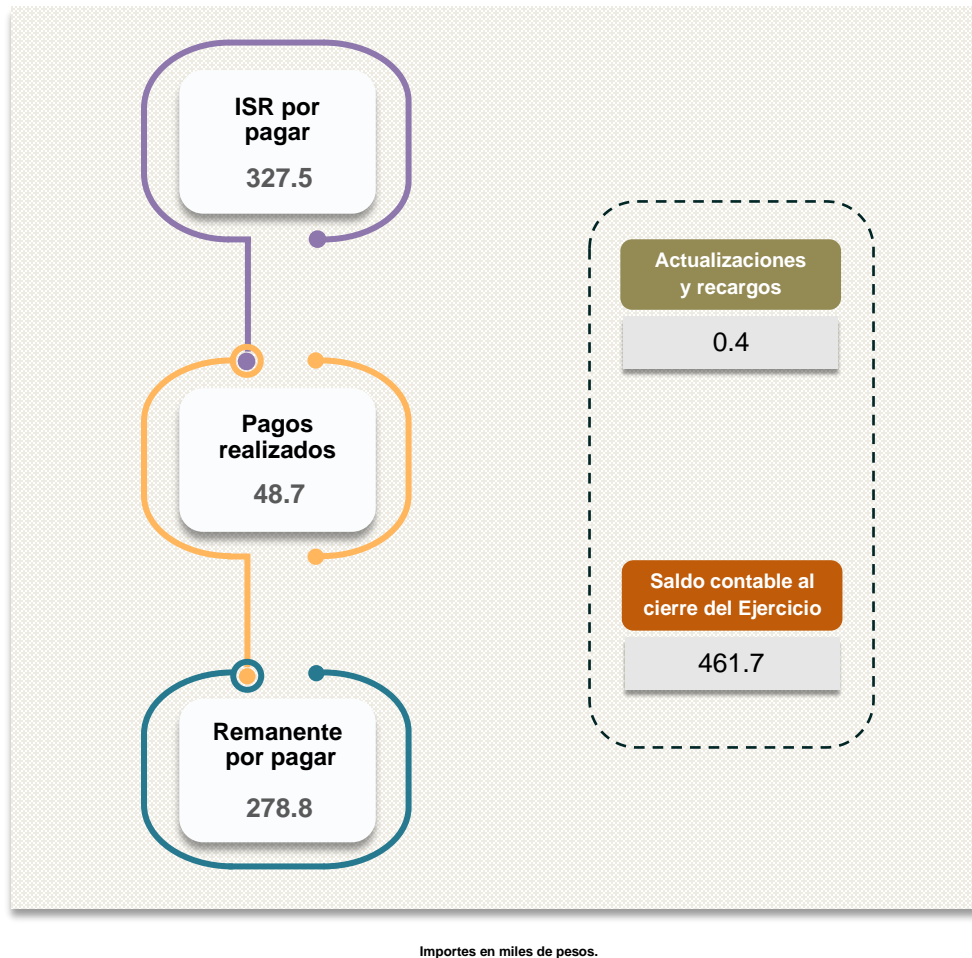 ISR por
pagar
327.5
Pagos
realizados
48.7
Remanente
por pagar
278.8
Actualizaciones
y recargos
0.4
Saldo contable al
cierre del Ejercicio
461.7
Importes en miles de pesos.